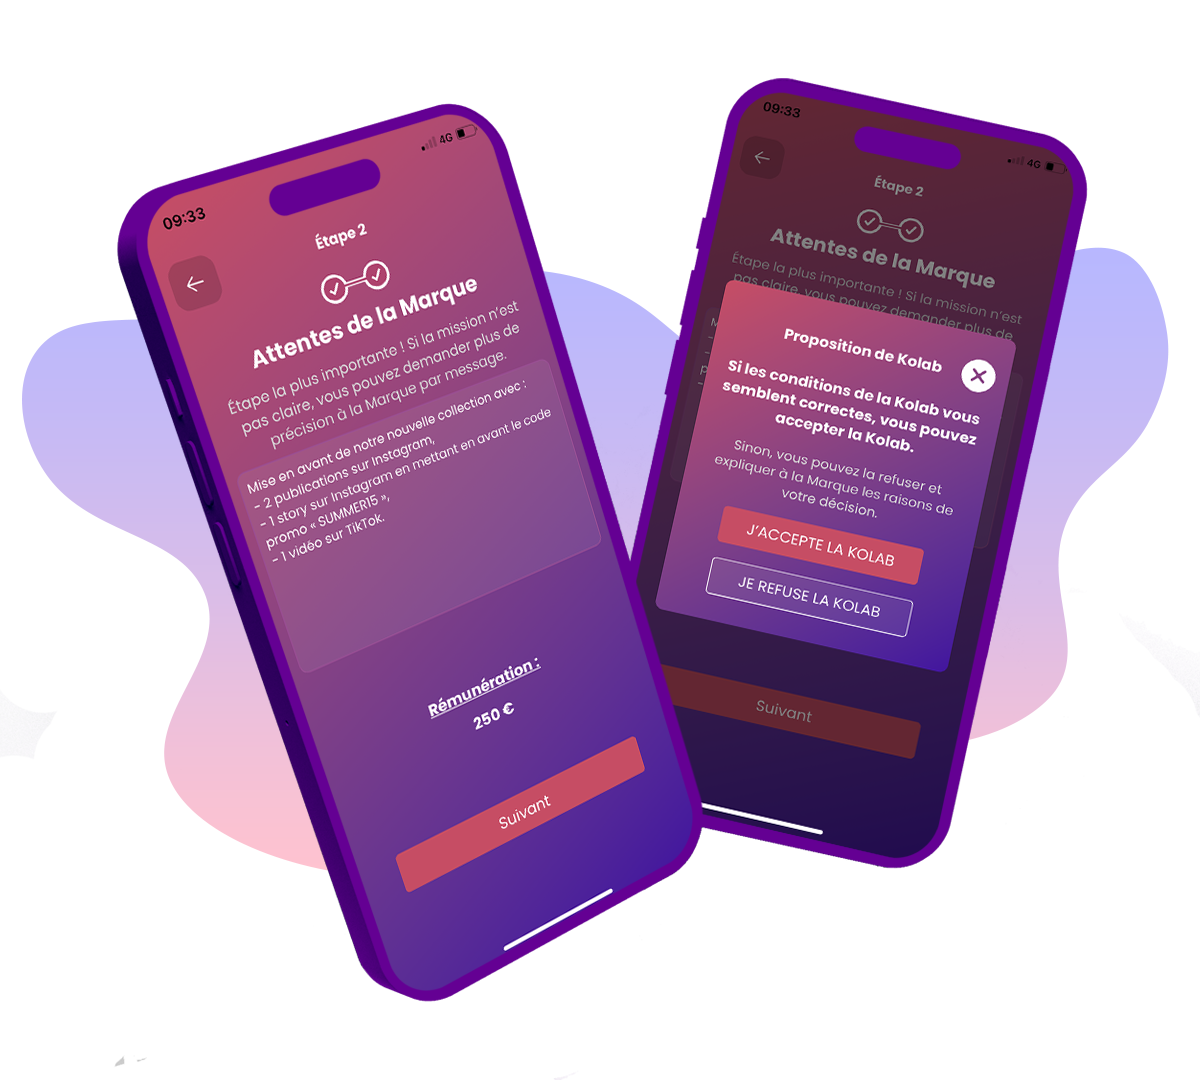 09:33
4G
Étape 2
Attentes de la Marque
Étape la plus importante ! Si la mission n'est
pas claire, vous pouvez demander plus de
précision à la Marque par message.
Mise en avant de notre nouvelle collection avec :
- 2 publications sur Instagram,
- 1 story sur Instagram en mettant en avant le code
promo « SUMMER15 »,
- 1 vidéo sur TikTok.
Rémunération :
250 €
Suivant
09:33
4G
Étape 2
Attentes de la Marque
Étape la plus importante ! Si la mission n'est
pas claire, vous pouvez demander plus de
Proposition de Kolab
Si les conditions de la Kolab vous
semblent correctes, vous pouvez
accepter la Kolab.
Sinon, vous pouvez la refuser et
expliquer à la Marque les raisons de
votre décision.
J'ACCEPTE LA KOLAB
JE REFUSE LA KOLAB
Suivant